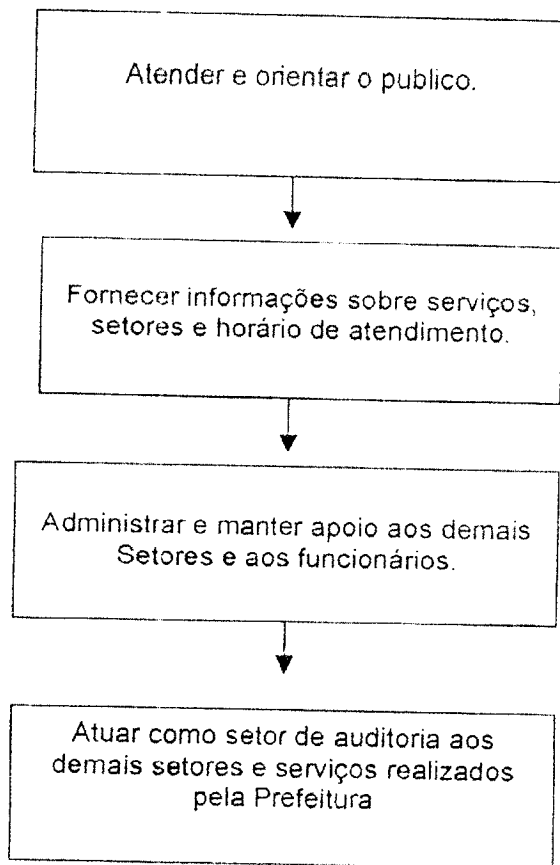 Atender e orientar o publico.
Fornecer informações sobre serviços,
setores e horário de atendimento.
Administrar e manter apoio aos demais
Setores e aos funcionários.
Atuar como setor de auditoria aos
demais setores e serviços realizados
pela Prefeitura